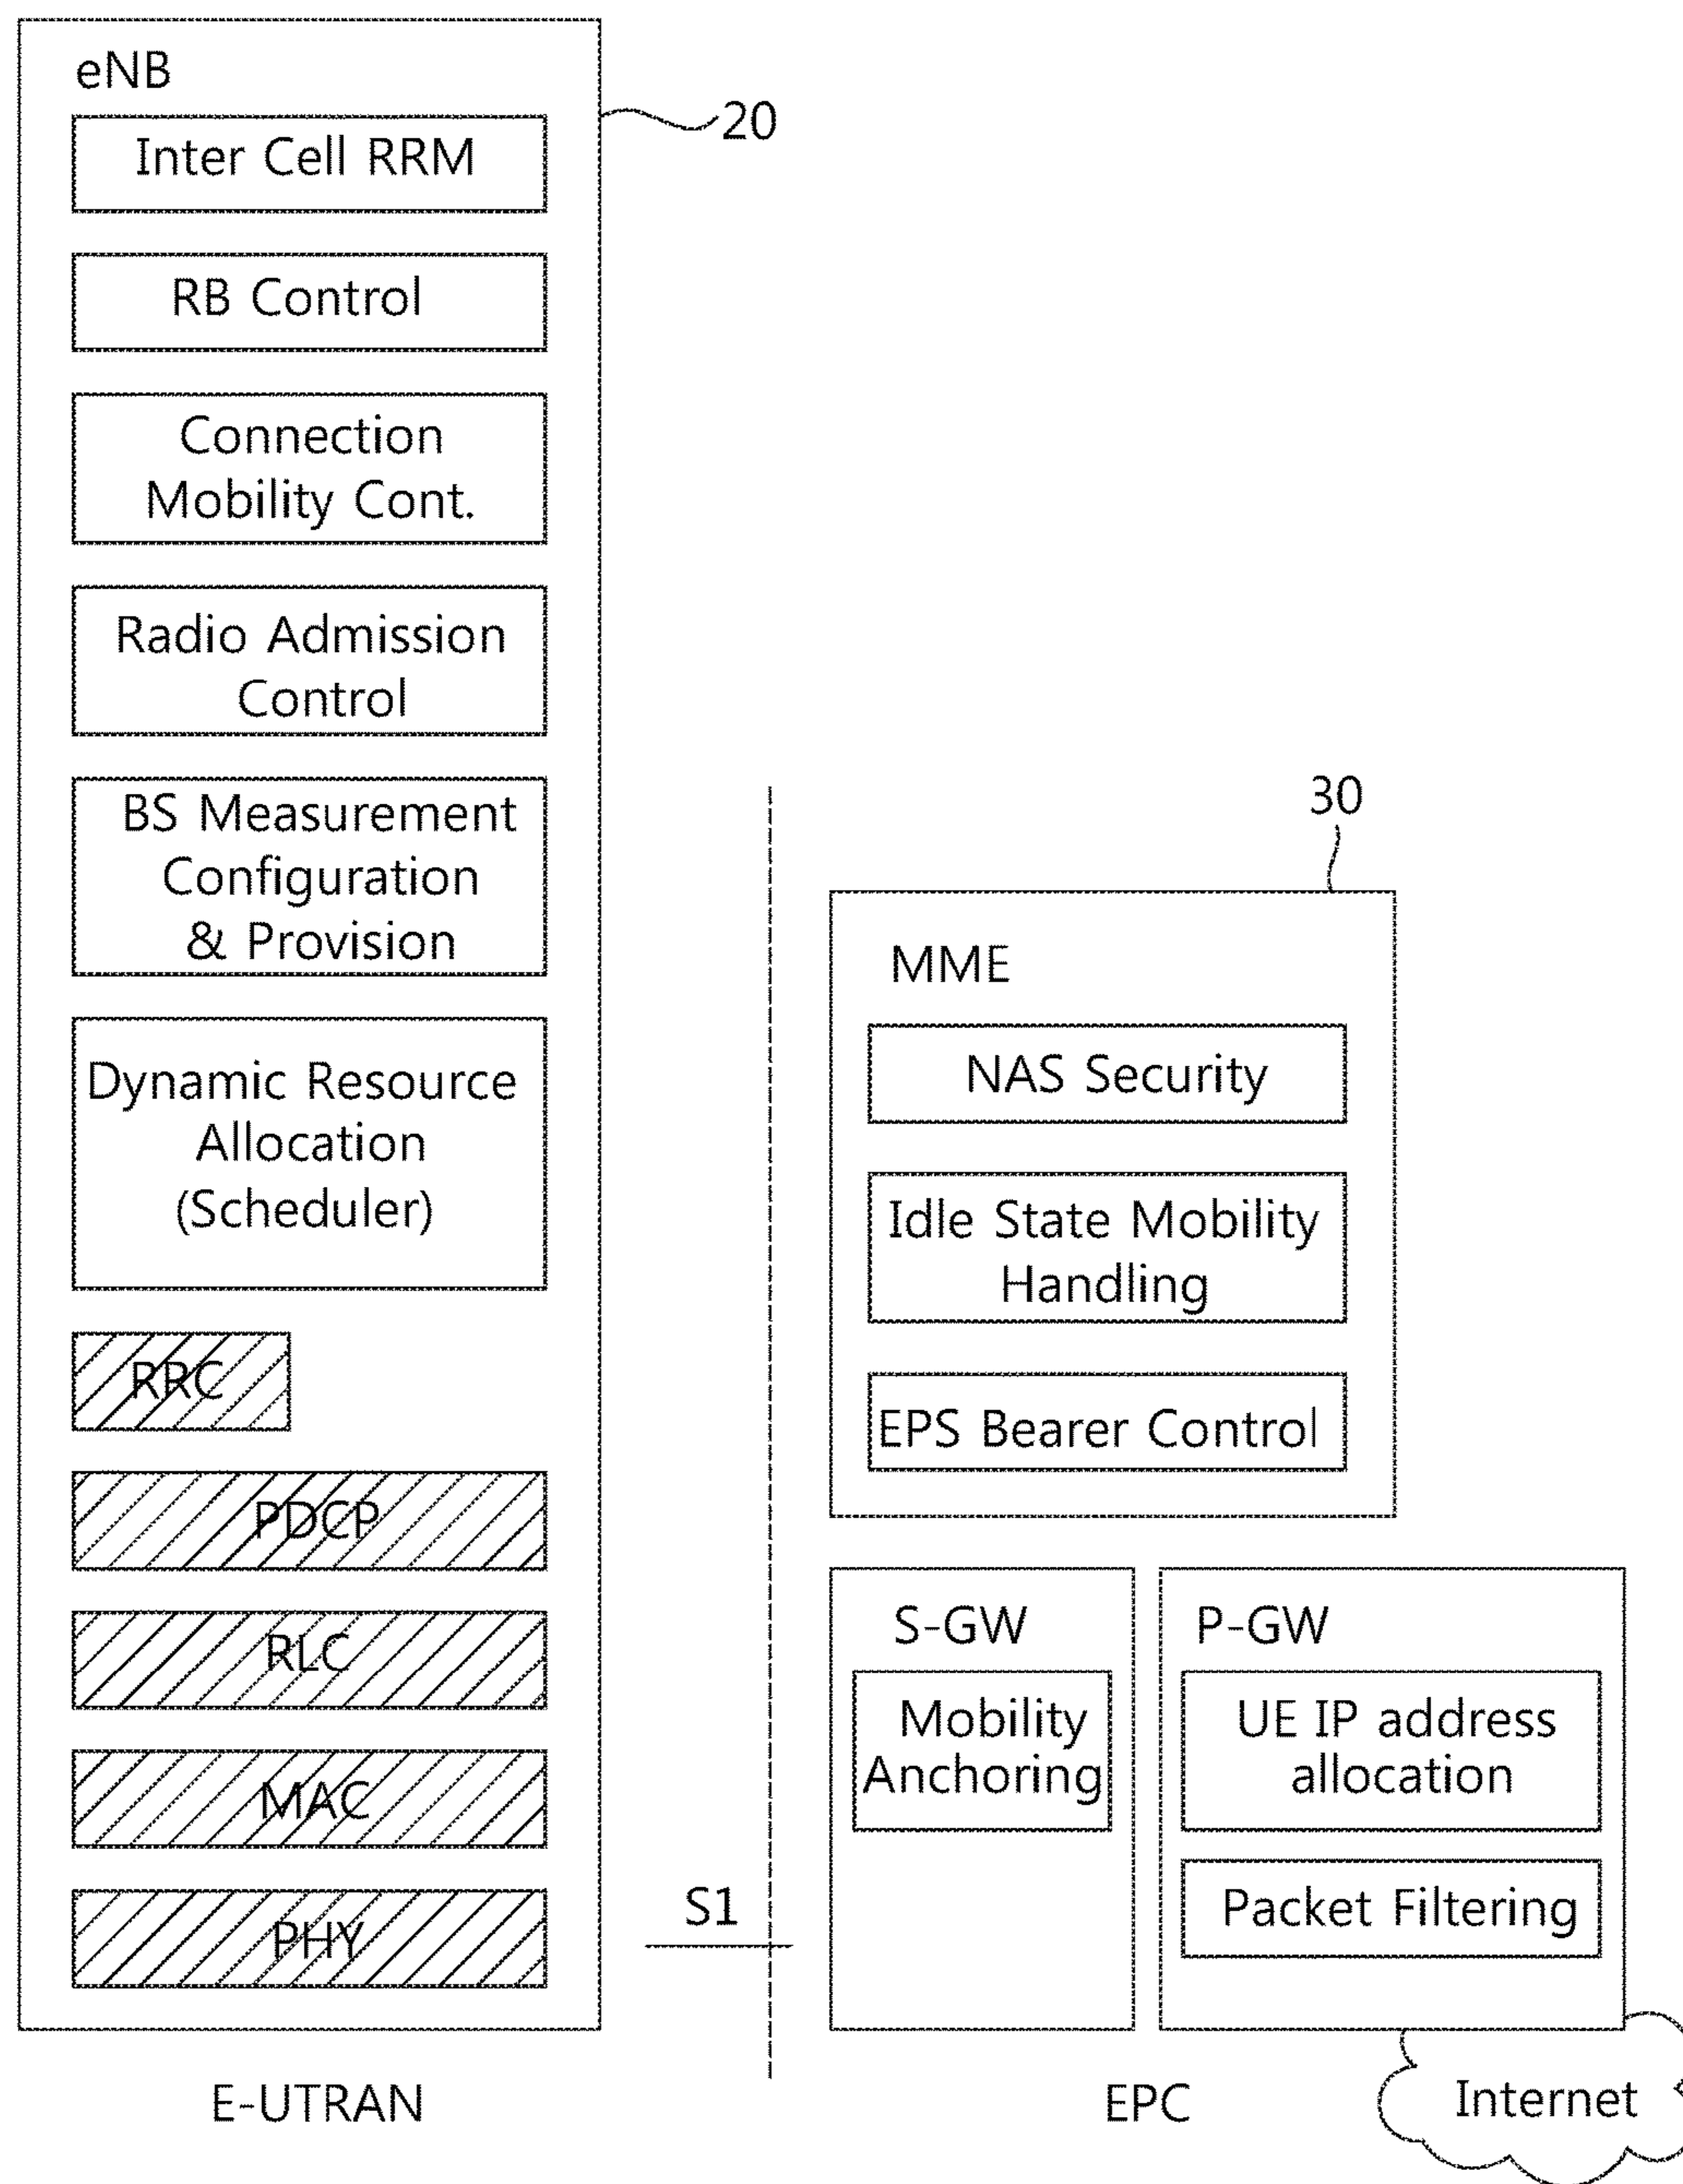 eNB
20
Inter Cell RRM
RB Control
Connection
Mobility Cont.
Radio Admission
Control
BS Measurement
Configuration
& Provision
Dynamic Resource
Allocation
(Scheduler)
RRC
PDCP
RLC
MAC
PHY
E-UTRAN
S1
30
MME
NAS Security
Idle State Mobility
Handling
EPS Bearer Control
S-GW
Mobility
Anchoring
P-GW
UE IP address
allocation
Packet Filtering
EPC
Internet